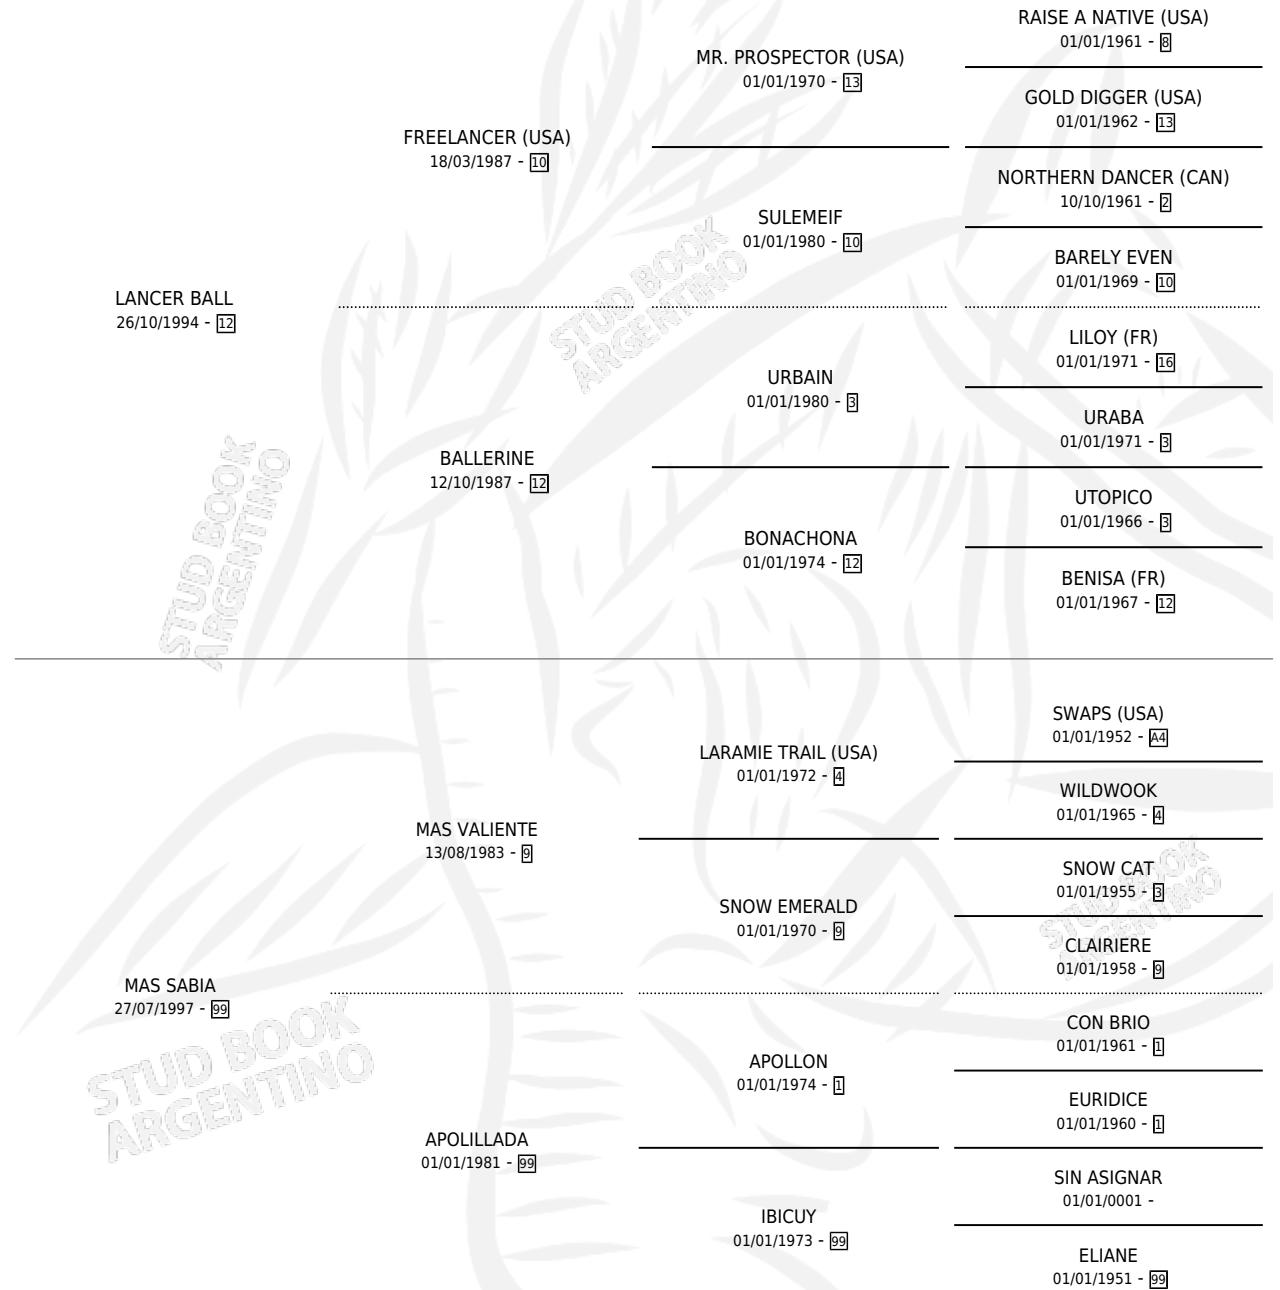 RAISE A NATIVE (USA)
01/01/1961 - 8
MR. PROSPECTOR (USA)
01/01/1970 - 13
GOLD DIGGER (USA)
01/01/1962 - 13
FREELANCER (USA)
18/03/1987 - 10
NORTHERN DANCER (CAN)
10/10/1961 - 2
SULEMEIF
01/01/1980 - 10
BARELY EVEN
01/01/1969 - 10
LANCER BALL
26/10/1994 - 12
STUD BOOK
ARGENTINO
LILOY (FR)
01/01/1971 - 16
URBAIN
01/01/1980 - 3
URABA
01/01/1971 - 3
BALLERINE
12/10/1987 - 12
UTOPICO
01/01/1966 - 3
BONACHONA
01/01/1974 - 12
BENISA (FR)
01/01/1967 - 12
STUD BOOK
ARGENTINO
SWAPS (USA)
01/01/1952 - A4
LARAMIE TRAIL (USA)
01/01/1972 - 4
WILDWOOK
01/01/1965 - 4
MAS VALIENTE
13/08/1983 - 9
SNOW CAT
01/01/1955 - 3
SNOW EMERALD
01/01/1970 - 9
CLAIRIERE
01/01/1958 - 9
STUD BOOK
ARGENTINO
MAS SABIA
27/07/1997 - 99
STUD BOOK
ARGENTINO
CON BRIO
01/01/1961 - 1
APOLLON
01/01/1974 - 1
EURIDICE
01/01/1960 - 1
APOLILLADA
01/01/1981 - 99
SIN ASIGNAR
01/01/0001 -
IBICUY
01/01/1973 - 99
ELIANE
01/01/1951 - 99